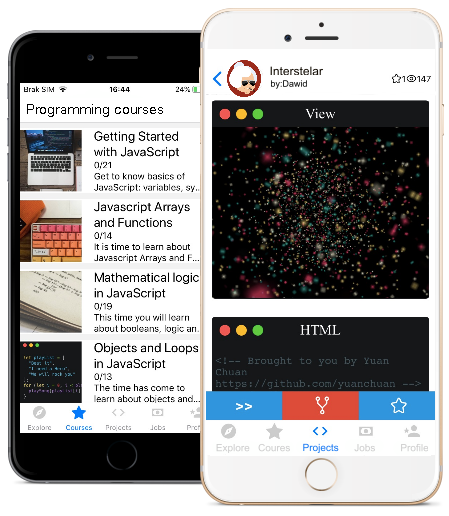 Brak SIM 16:44 24%
Programming courses
Getting Started
with JavaScript
0/21
Get to know basics of
JavaScript: variables, sy...
Javascript Arrays
and Functions
0/14
It is time to learn about
Javascript Arrays and F...
Mathematical logic
in JavaScript
0/19
This time you will learn
about booleans, logic an...
Objects and Loops
in JavaScript
0/13
The time has come to
learn about objects and...
Explore Courses Projects Jobs Profi
Interstelar
by:Dawid
1 147
View
HTML
<!-- Brought to you by Yuan
Chuan
https://github.com/yuanchuan -->
>>
Explore Coures Projects Jobs Profile